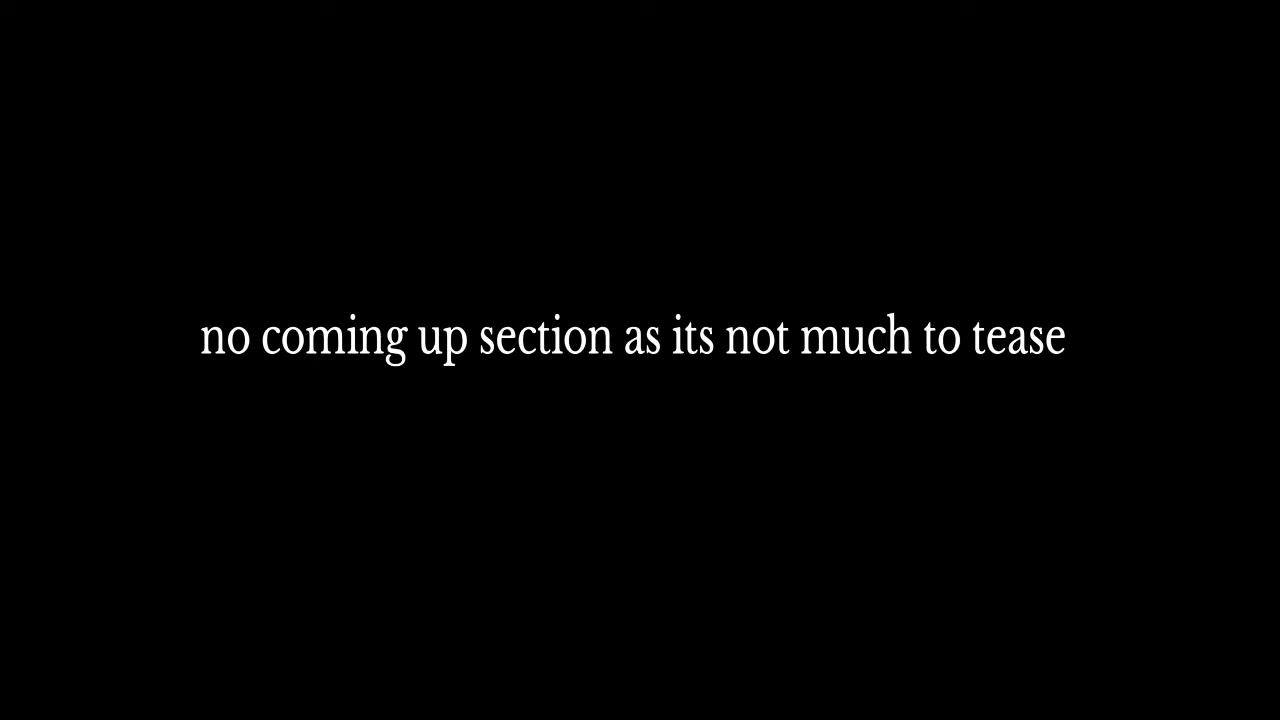 no coming up section as its not much to tease